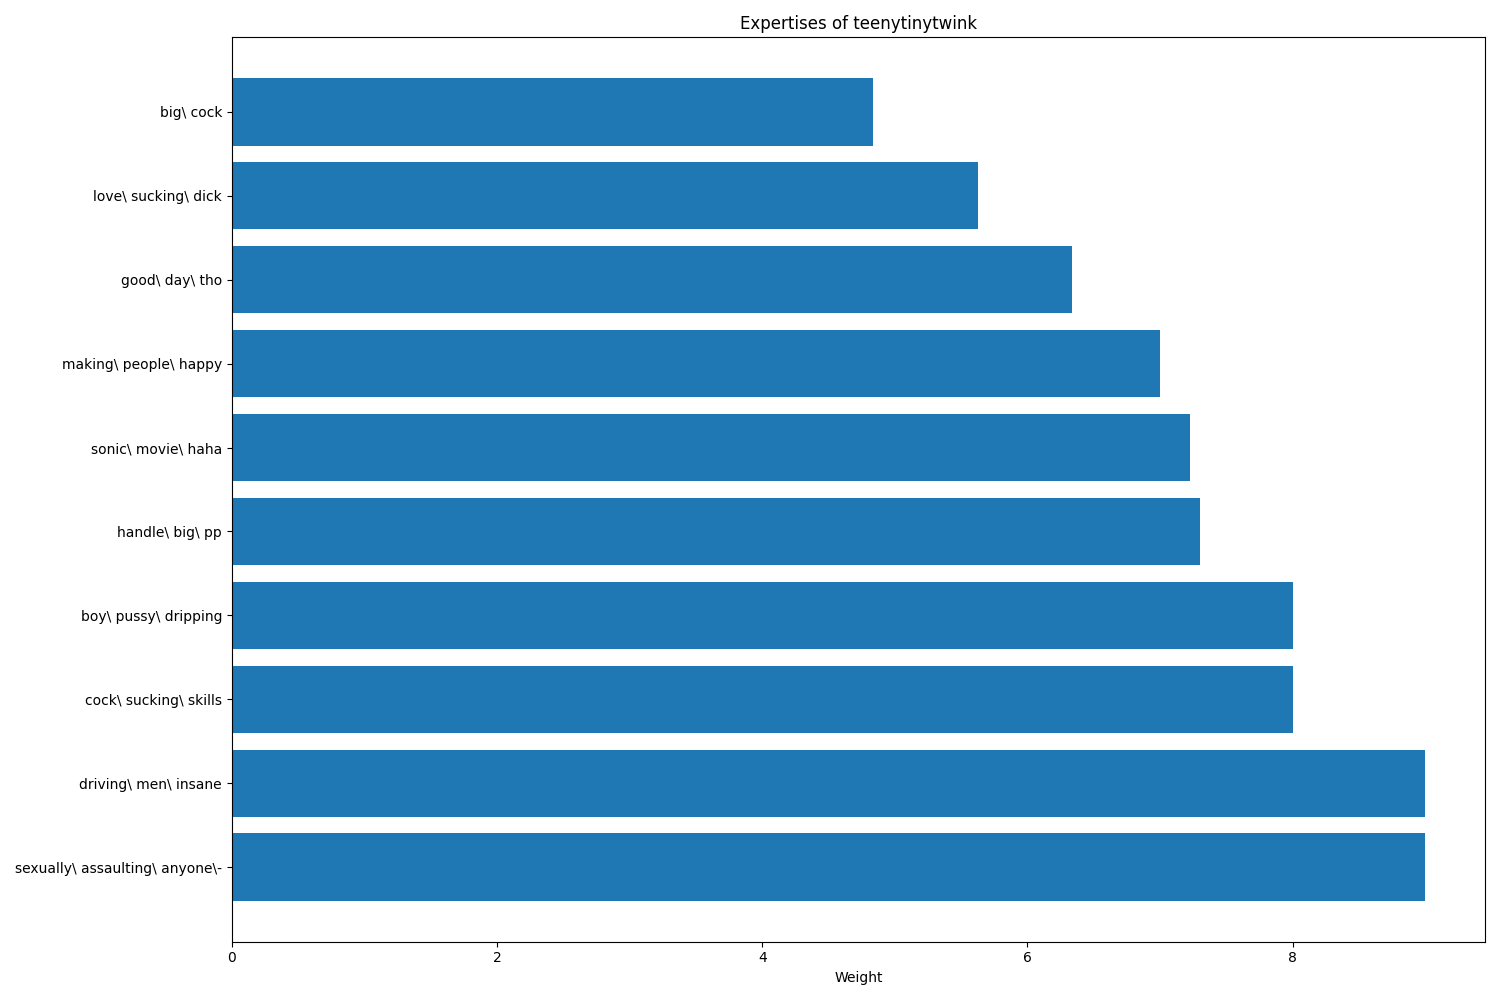 Expertises of teenytinytwink
big\ cock
love\ sucking\ dick
good\ day\ tho
making\ people\ happy
sonic\ movie\ haha
handle\ big\ pp
boy\ pussy\ dripping
cock\ sucking\ skills
driving\ men\ insane
sexually\ assaulting\ anyone\-
0 2 4 6 8
Weight